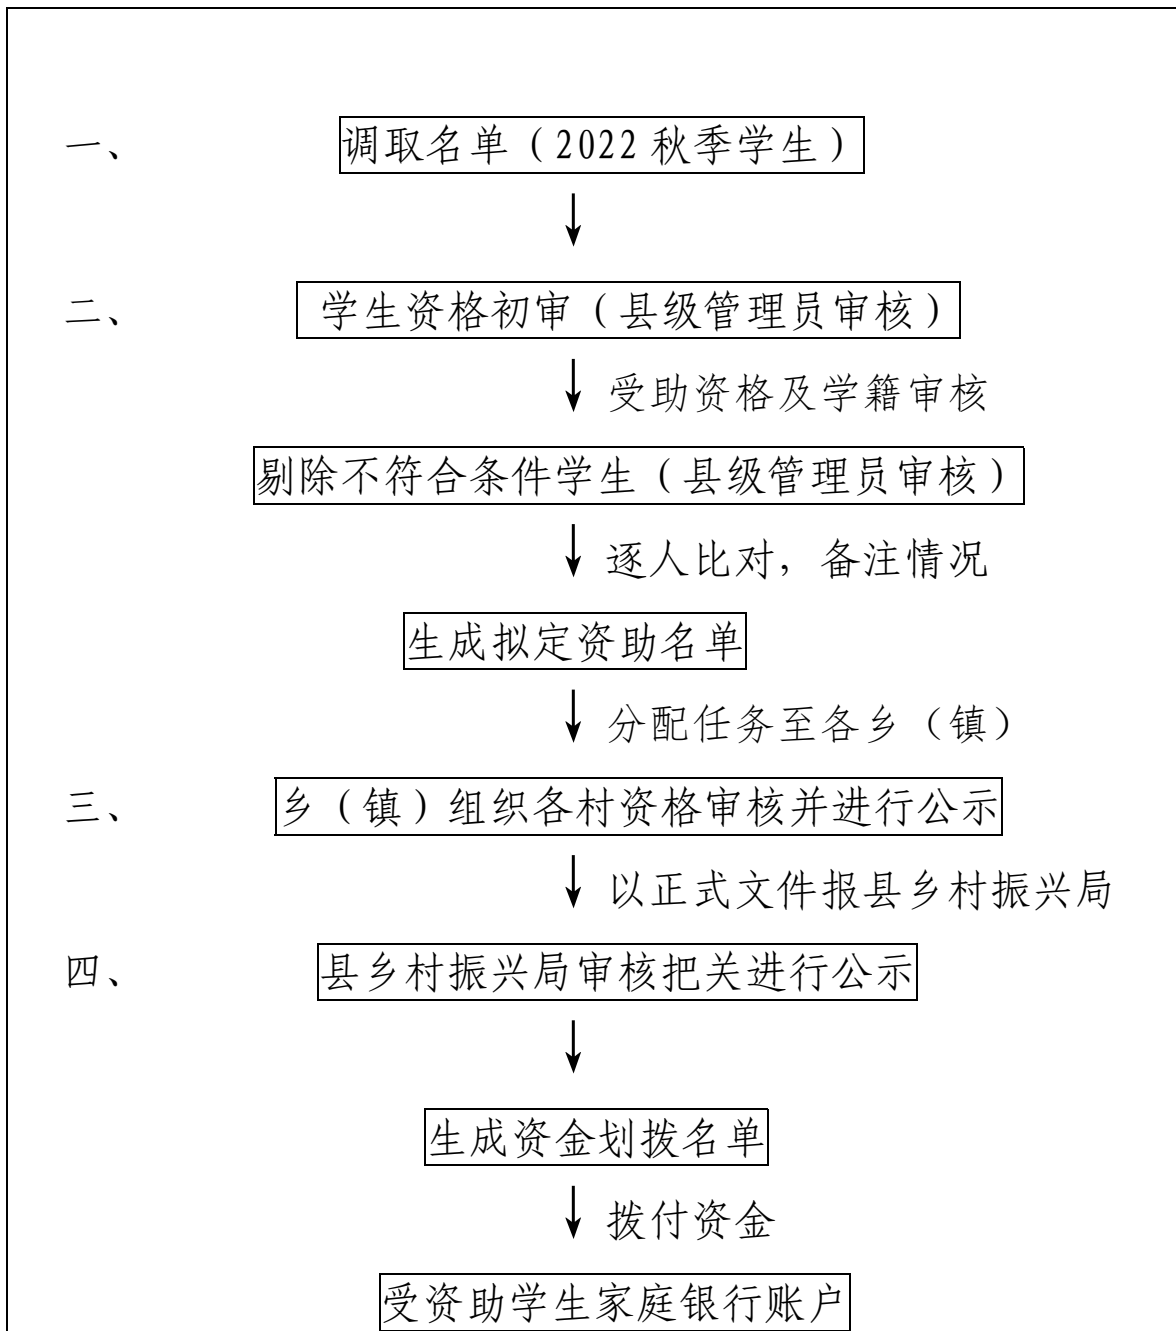 一、 调取名单（2022 秋季学生）
二、 学生资格初审（县级管理员审核）
受助资格及学籍审核
剔除不符合条件学生（县级管理员审核）
逐人比对，备注情况
生成拟定资助名单
分配任务至各乡（镇）
三、 乡（镇）组织各村资格审核并进行公示
以正式文件报县乡村振兴局
四、 县乡村振兴局审核把关进行公示
生成资金划拨名单
拨付资金
受资助学生家庭银行账户